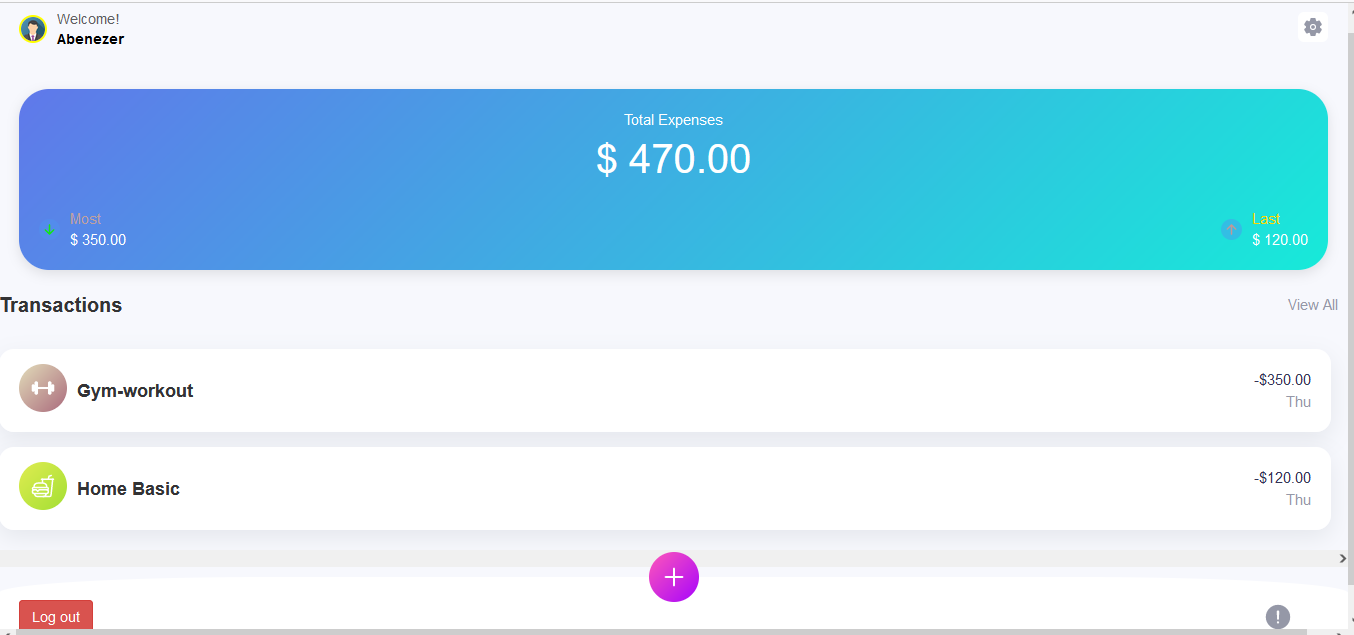 Welcome!
Abenezer
Total Expenses
$ 470.00
Most
$ 350.00
Last
$ 120.00
Transactions
View All
Gym-workout
-$350.00
Thu
Home Basic
-$120.00
Thu
Log out